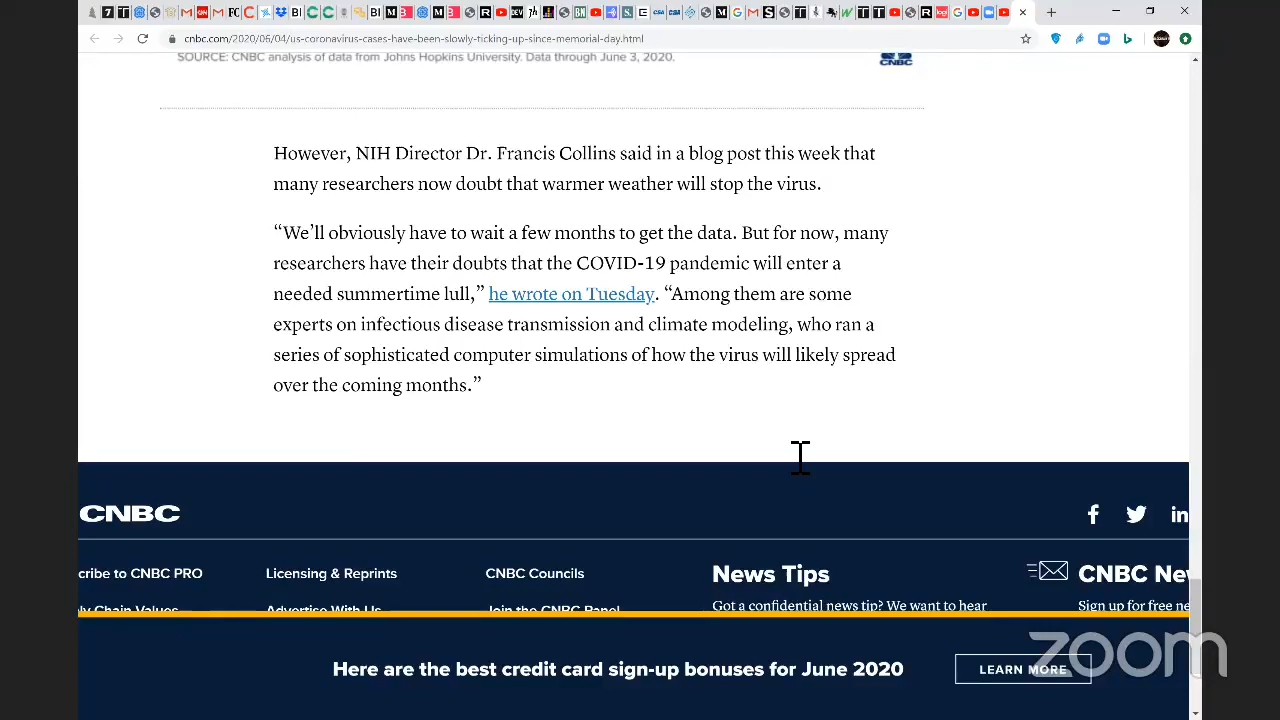 cnbc.com/2020/06/04/us-coronavirus-cases-have-been-slowly-ticking-up-since-memorial-day.html
SOURCE: CNBC analysis of data from Johns Hopkins University. Data through June 3, 2020.
CNBC
However, NIH Director Dr. Francis Collins said in a blog post this week that
many researchers now doubt that warmer weather will stop the virus.
“We’ll obviously have to wait a few months to get the data. But for now, many
researchers have their doubts that the COVID-19 pandemic will enter a
needed summertime lull,” he wrote on Tuesday. “Among them are some
experts on infectious disease transmission and climate modeling, who ran a
series of sophisticated computer simulations of how the virus will likely spread
over the coming months.”
CNBC
f in
cribe to CNBC PRO Licensing & Reprints CNBC Councils News Tips CNBC Ne
ly Chain Values Advertise With Us Join the CNBC Panel Got a confidential news tip? We want to hear Sign up for free ne
Here are the best credit card sign-up bonuses for June 2020 LEARN MORE
zoom